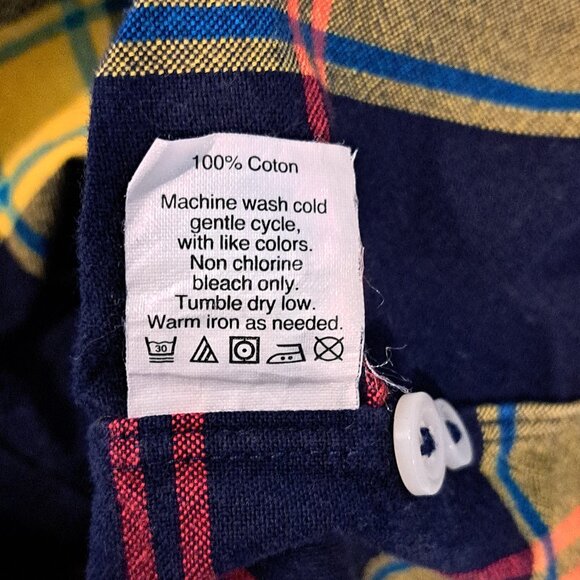 100% Coton
Machine wash cold
gentle cycle,
with like colors.
Non chlorine
bleach only.
Tumble dry low.
Warm iron as needed.
30